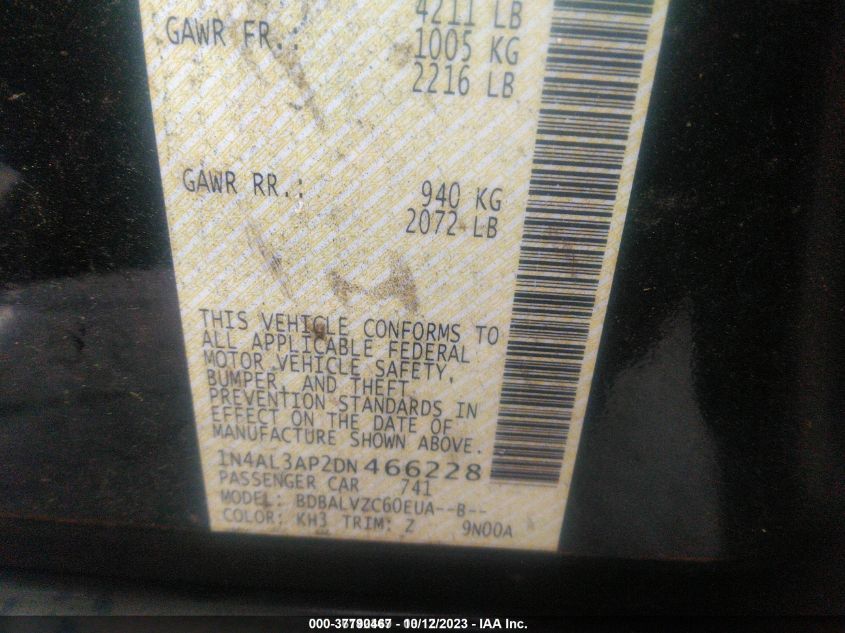 4211 LB
GAWR FR.: 1005 KG
2216 LB
GAWR RR.: 940 KG
2072 LB
THIS VEHICLE CONFORMS TO
ALL APPLICABLE FEDERAL
MOTOR VEHICLE SAFETY,
BUMPER, AND THEFT
PREVENTION STANDARDS IN
EFFECT ON THE DATE OF
MANUFACTURE SHOWN ABOVE.
1N4AL3AP2DN466228
PASSENGER CAR 741
MODEL: BDBALVZC60EUA--B--
COLOR: KH3 TRIM: Z 9N00A
10/12/2023 - IAA Inc.